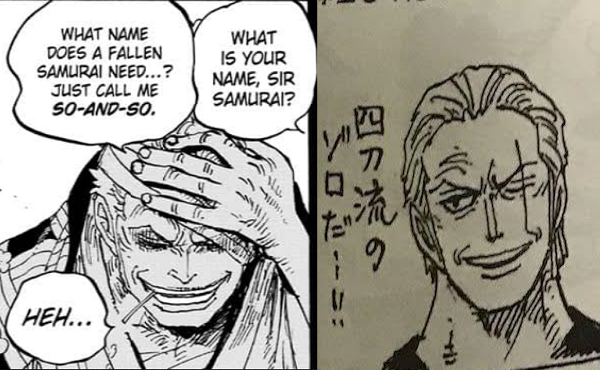 WHAT
IS YOUR
NAME, SIR
SAMURAI?
WHAT NAME
DOES A FALLEN
SAMURAI NEED...?
JUST CALL ME
SO-AND-SO.
HEH...
四刀流の
ゾロだー!!